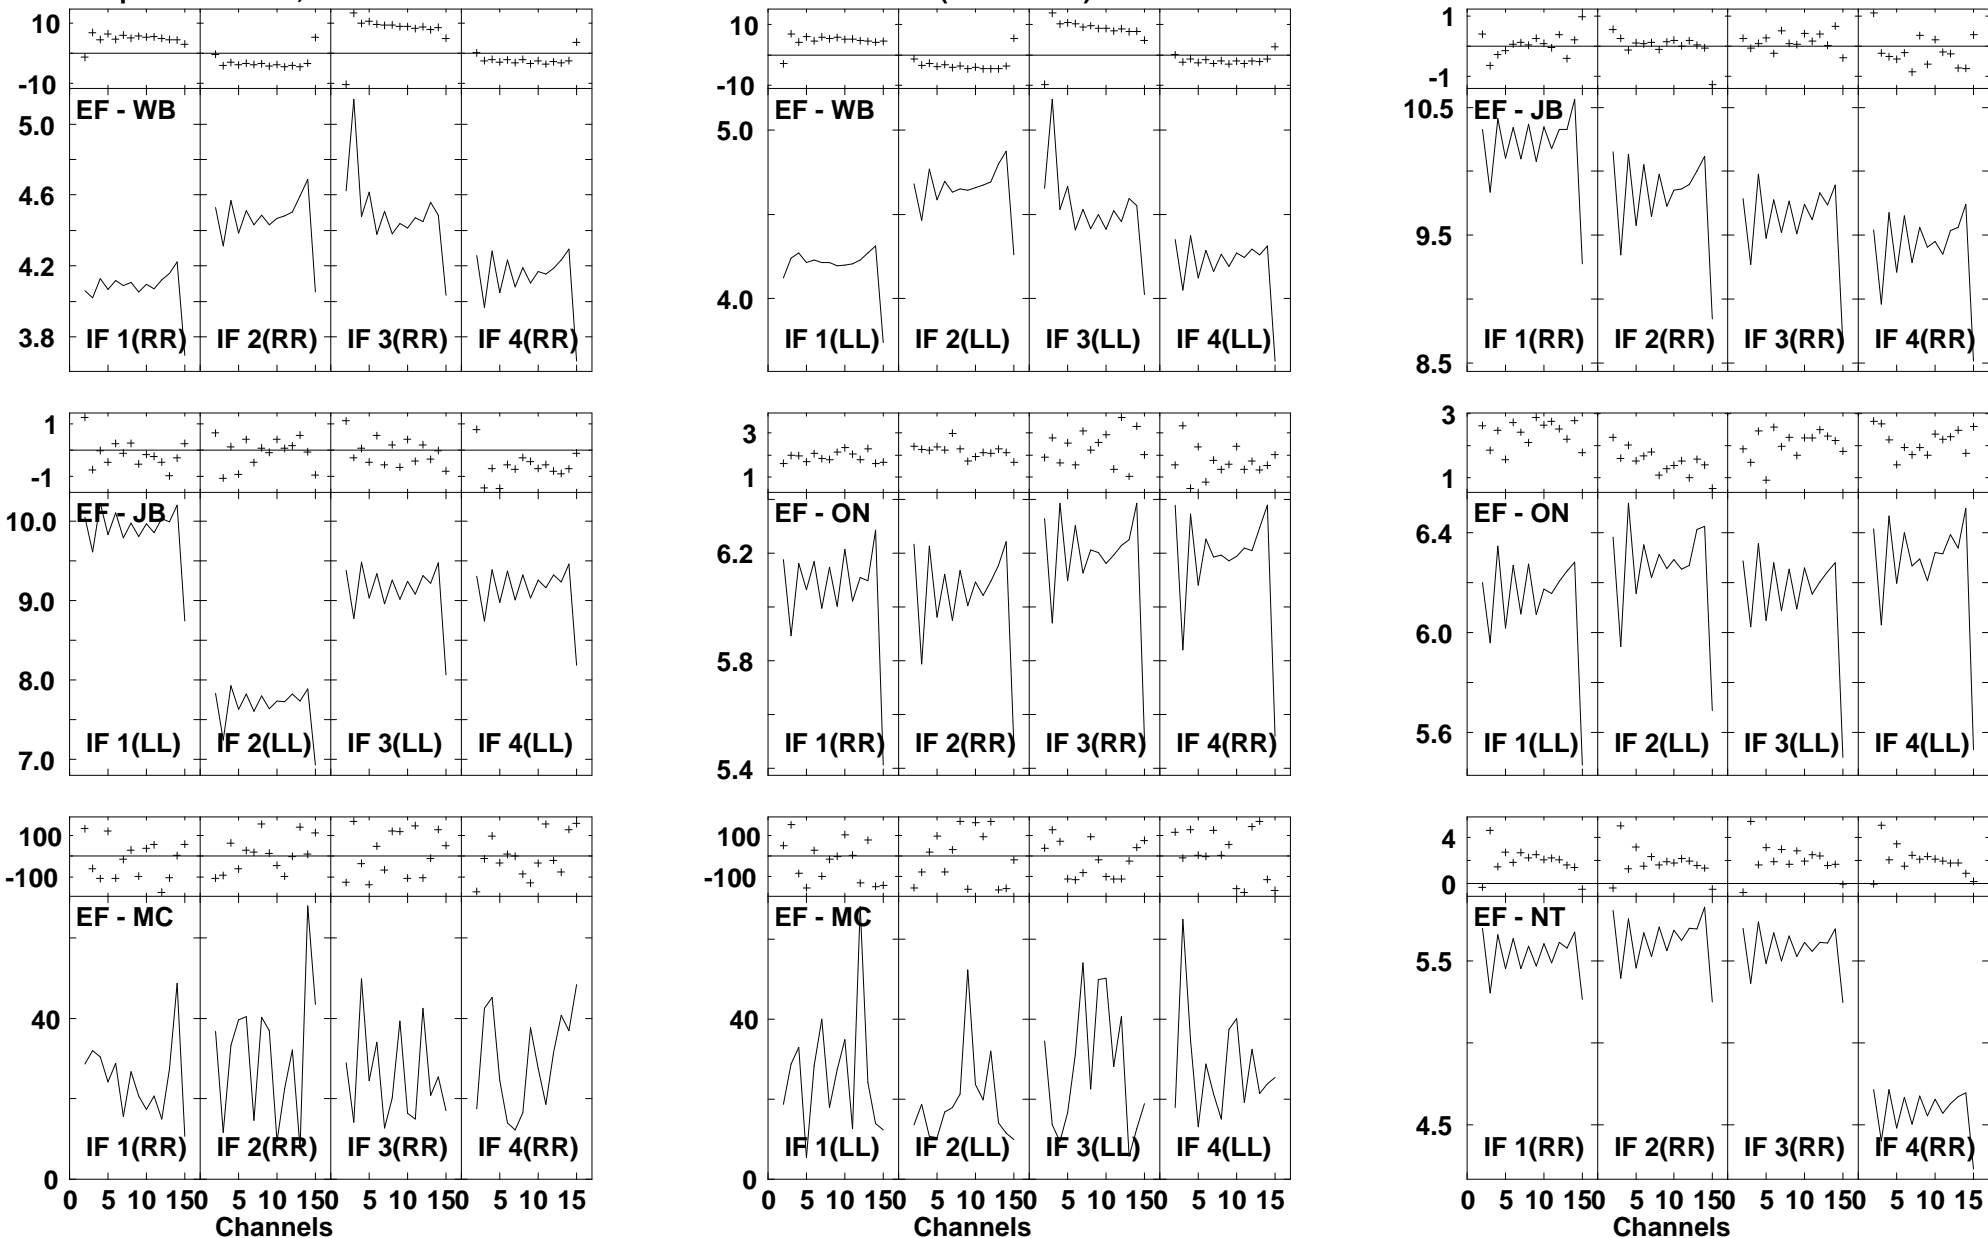 10 10 1
-10 -10 -1
EF - WB EF - WB EF - JB
5.0 5.0 10.5
4.6 9.5
4.2 4.0
3.8 8.5
IF 1(RR) IF 2(RR) IF 3(RR) IF 4(RR) IF 1(LL) IF 2(LL) IF 3(LL) IF 4(LL) IF 1(RR) IF 2(RR) IF 3(RR) IF 4(RR)
1 3 3
-1 1 1
EF - JB EF - ON EF - ON
10.0 6.2 6.4
9.0 5.8 6.0
8.0 5.6
7.0 5.4
IF 1(LL) IF 2(LL) IF 3(LL) IF 4(LL) IF 1(RR) IF 2(RR) IF 3(RR) IF 4(RR) IF 1(LL) IF 2(LL) IF 3(LL) IF 4(LL)
100 100 4
-100 -100 0
EF - MC EF - MC EF - NT
40 40 5.5
0 0 4.5
IF 1(RR) IF 2(RR) IF 3(RR) IF 4(RR) IF 1(LL) IF 2(LL) IF 3(LL) IF 4(LL) IF 1(RR) IF 2(RR) IF 3(RR) IF 4(RR)
0 5 10 150 5 10 150 5 10 150 5 10 15 0 5 10 150 5 10 150 5 10 150 5 10 15 0 5 10 150 5 10 150 5 10 150 5 10 15
Channels Channels Channels